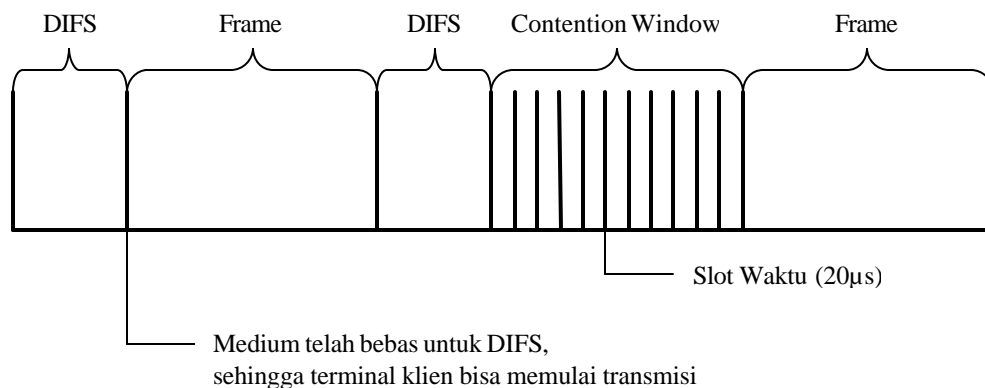 DIFS
Frame
DIFS
Contention Window
Frame
Slot Waktu (20µs)
Medium telah bebas untuk DIFS,
sehingga terminal klien bisa memulai transmisi